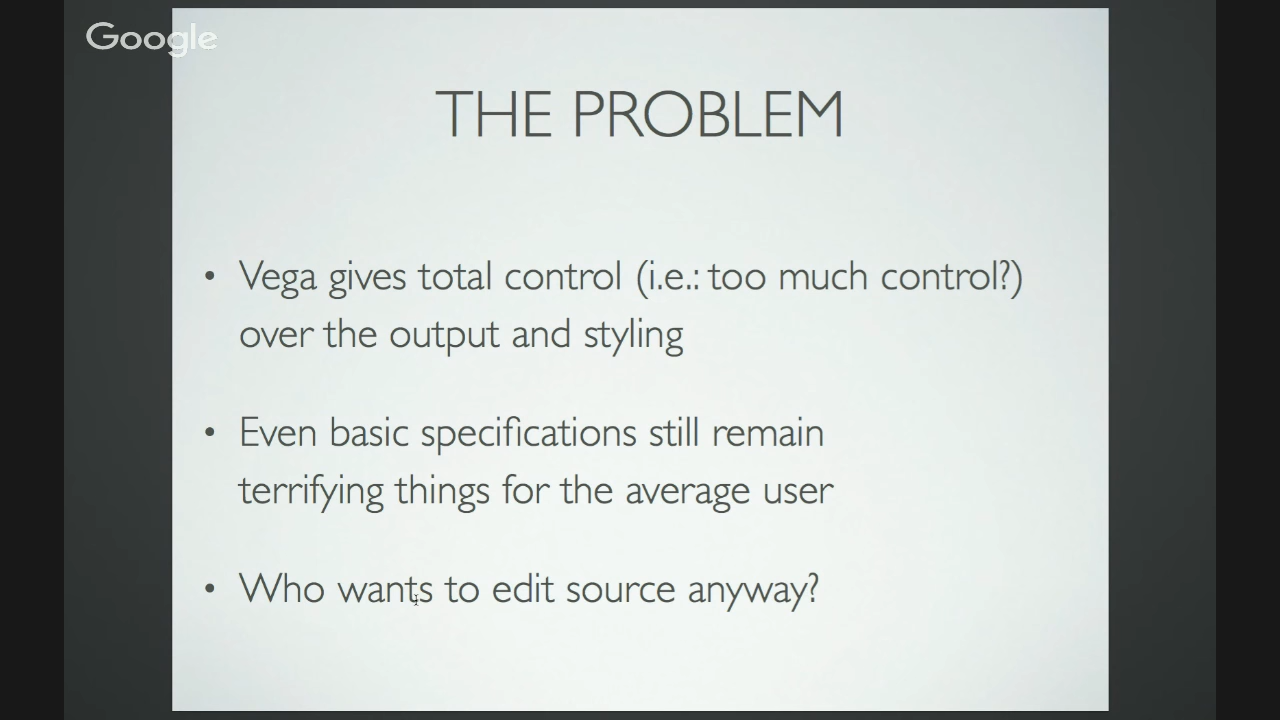 Google
THE PROBLEM
• Vega gives total control (i.e.: too much control?)
over the output and styling
• Even basic specifications still remain
terrifying things for the average user
• Who wants to edit source anyway?